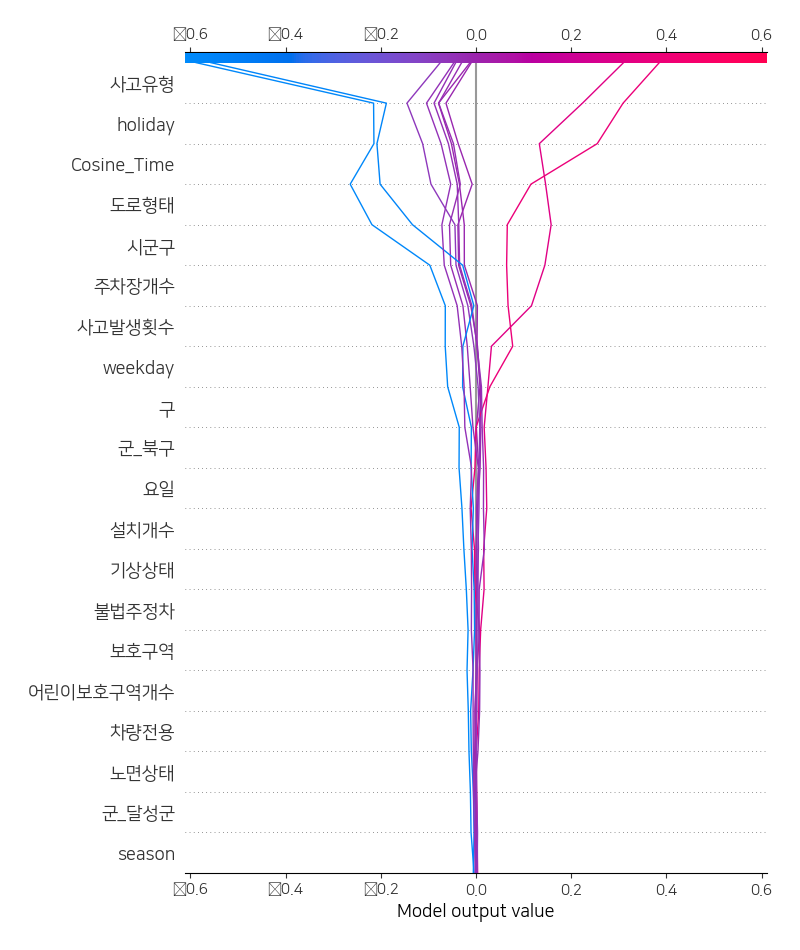 ☒0.6 ☒0.4 ☒0.2 0.0 0.2 0.4 0.6
사고유형
holiday
Cosine_Time
도로형태
시군구
주차장개수
사고발생횟수
weekday
구
군_북구
요일
설치개수
기상상태
불법주정차
보호구역
어린이보호구역개수
차량전용
노면상태
군_달성군
season
☒0.6 ☒0.4 ☒0.2 0.0 0.2 0.4 0.6
Model output value